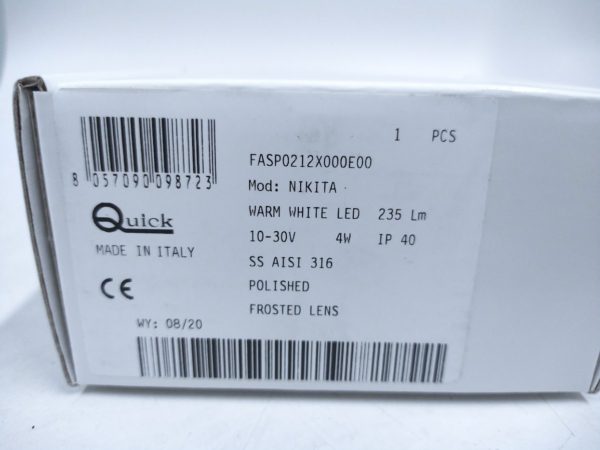 1 PCS
8 057090 098723
FASP0212X000E00
Mod: NIKITA
Quick
WARM WHITE LED 235 Lm
MADE IN ITALY
10-30V 4W IP 40
SS AISI 316
CE
POLISHED
FROSTED LENS
WY: 08/20